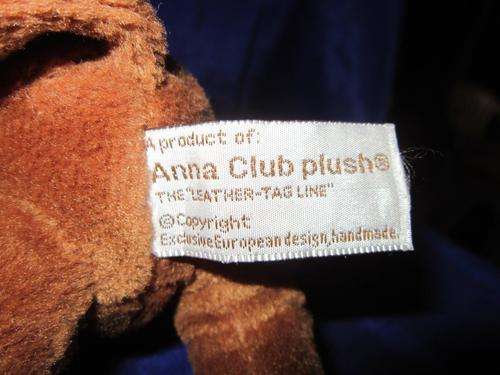 A product of:
Anna Club plush®
THE "LEATHER-TAG LINE"
©Copyright
Exclusive European design, handmade.